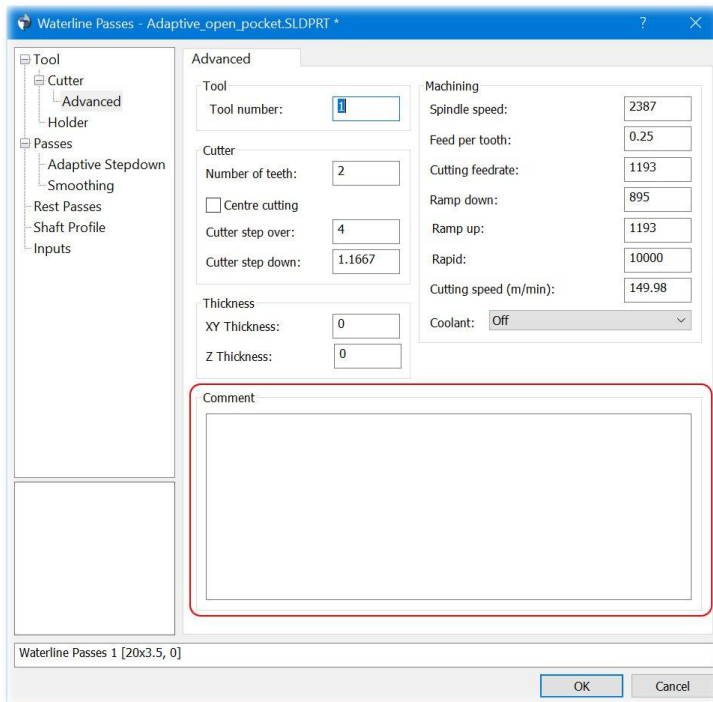 Waterline Passes - Adaptive_open_pocket.SLDPRT *
?
Tool
Cutter
Advanced
Holder
Passes
Adaptive Stepdown
Smoothing
Rest Passes
Shaft Profile
Inputs
Advanced
Tool
Tool number: 1
Cutter
Number of teeth: 2
Centre cutting
Cutter step over: 4
Cutter step down: 1.1667
Thickness
XY Thickness: 0
Z Thickness: 0
Machining
Spindle speed: 2387
Feed per tooth: 0.25
Cutting feedrate: 1193
Ramp down: 895
Ramp up: 1193
Rapid: 10000
Cutting speed (m/min): 149.98
Coolant: Off
Comment
Waterline Passes 1 [20x3.5, 0]
OK Cancel